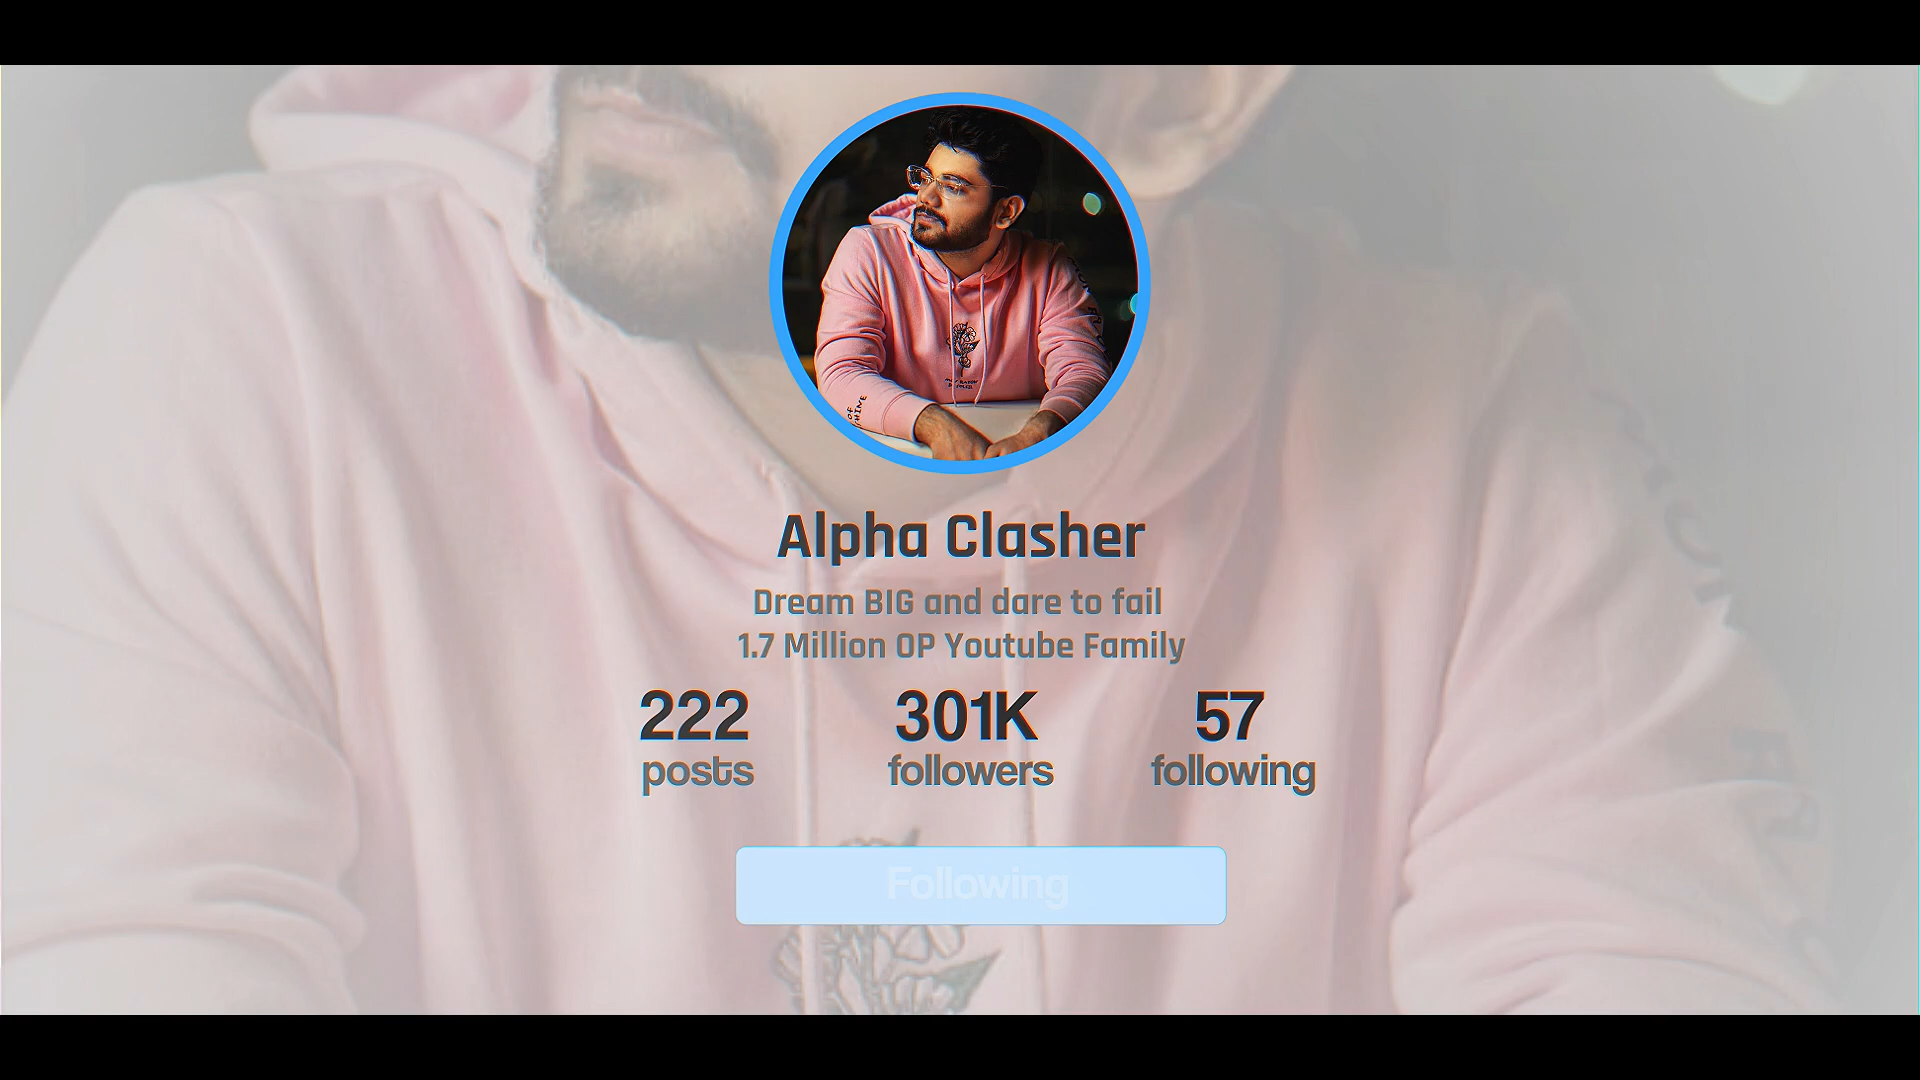 Alpha Clasher
Dream BIG and dare to fail
1.7 Million OP Youtube Family
222 301K 57
posts followers following
Following